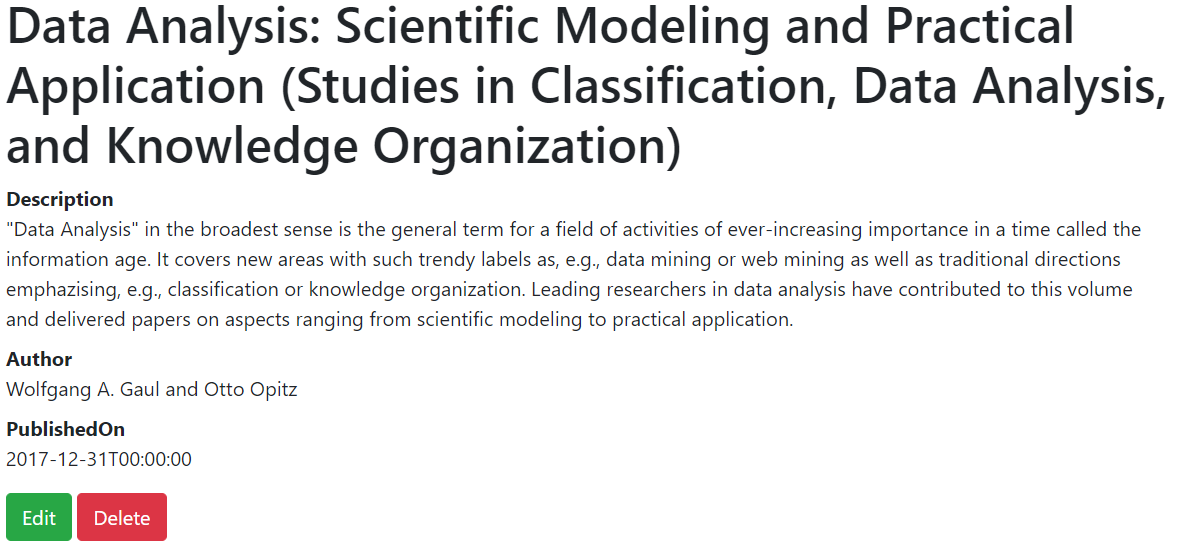 Data Analysis: Scientific Modeling and Practical
Application (Studies in Classification, Data Analysis,
and Knowledge Organization)
Description
"Data Analysis" in the broadest sense is the general term for a field of activities of ever-increasing importance in a time called the
information age. It covers new areas with such trendy labels as, e.g., data mining or web mining as well as traditional directions
emphazising, e.g., classification or knowledge organization. Leading researchers in data analysis have contributed to this volume
and delivered papers on aspects ranging from scientific modeling to practical application.
Author
Wolfgang A. Gaul and Otto Opitz
PublishedOn
2017-12-31T00:00:00
Edit Delete